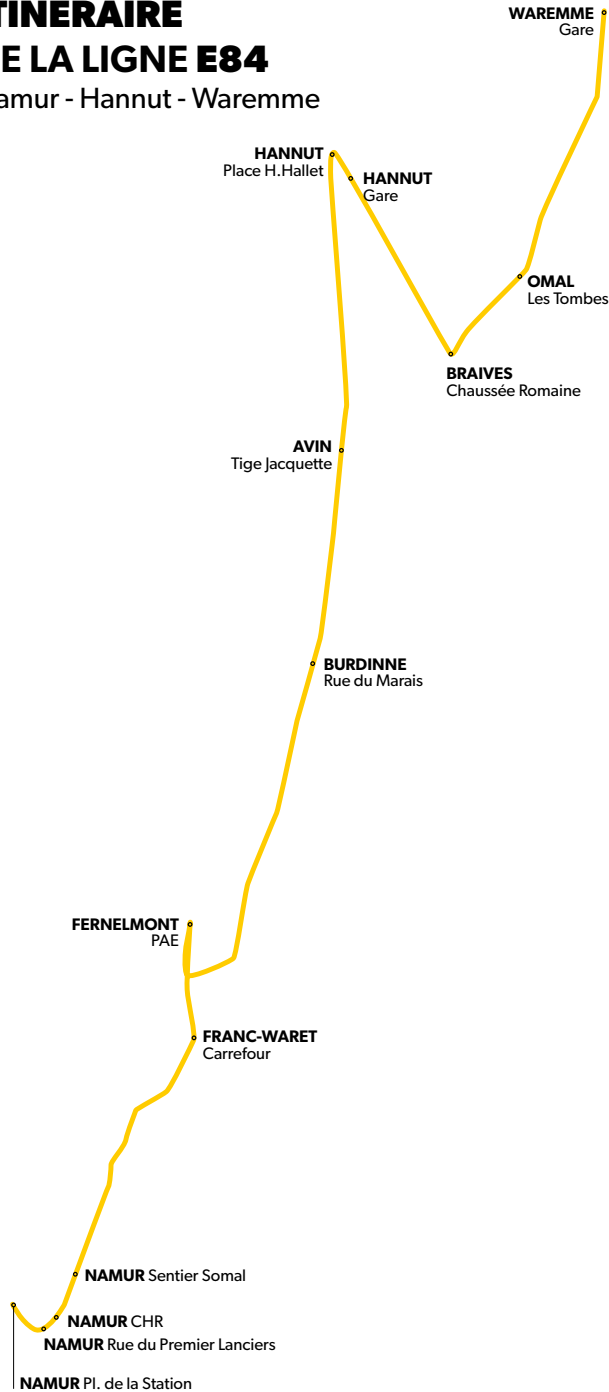 TINERAIRE
E LA LIGNE E84
amur - Hannut - Waremme
WAREMME
Gare
HANNUT
Place H.Hallet
HANNUT
Gare
OMAL
Les Tombes
BRAIVES
Chaussée Romaine
AVIN
Tige Jacquette
BURDINNE
Rue du Marais
FERNELMONT
PAE
FRANC-WARET
Carrefour
NAMUR Sentier Somal
NAMUR CHR
NAMUR Rue du Premier Lanciers
NAMUR Pl. de la Station